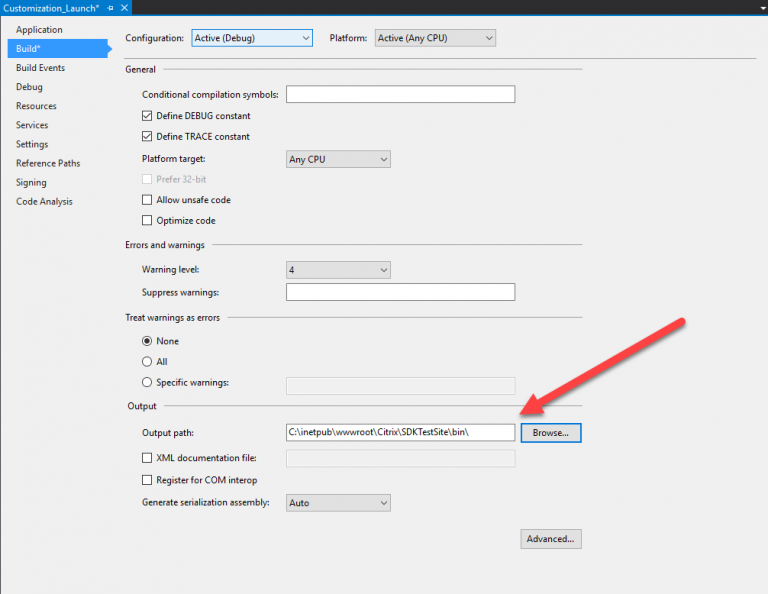 Customization_Launch*
Application
Build*
Build Events
Debug
Resources
Services
Settings
Reference Paths
Signing
Code Analysis
Configuration: Active (Debug) Platform: Active (Any CPU)
General
Conditional compilation symbols:
Define DEBUG constant
Define TRACE constant
Platform target: Any CPU
Prefer 32-bit
Allow unsafe code
Optimize code
Errors and warnings
Warning level: 4
Suppress warnings:
Treat warnings as errors
None
All
Specific warnings:
Output
Output path: C:\inetpub\wwwroot\Citrix\SDKTestSite\bin\ Browse...
XML documentation file:
Register for COM interop
Generate serialization assembly: Auto
Advanced...